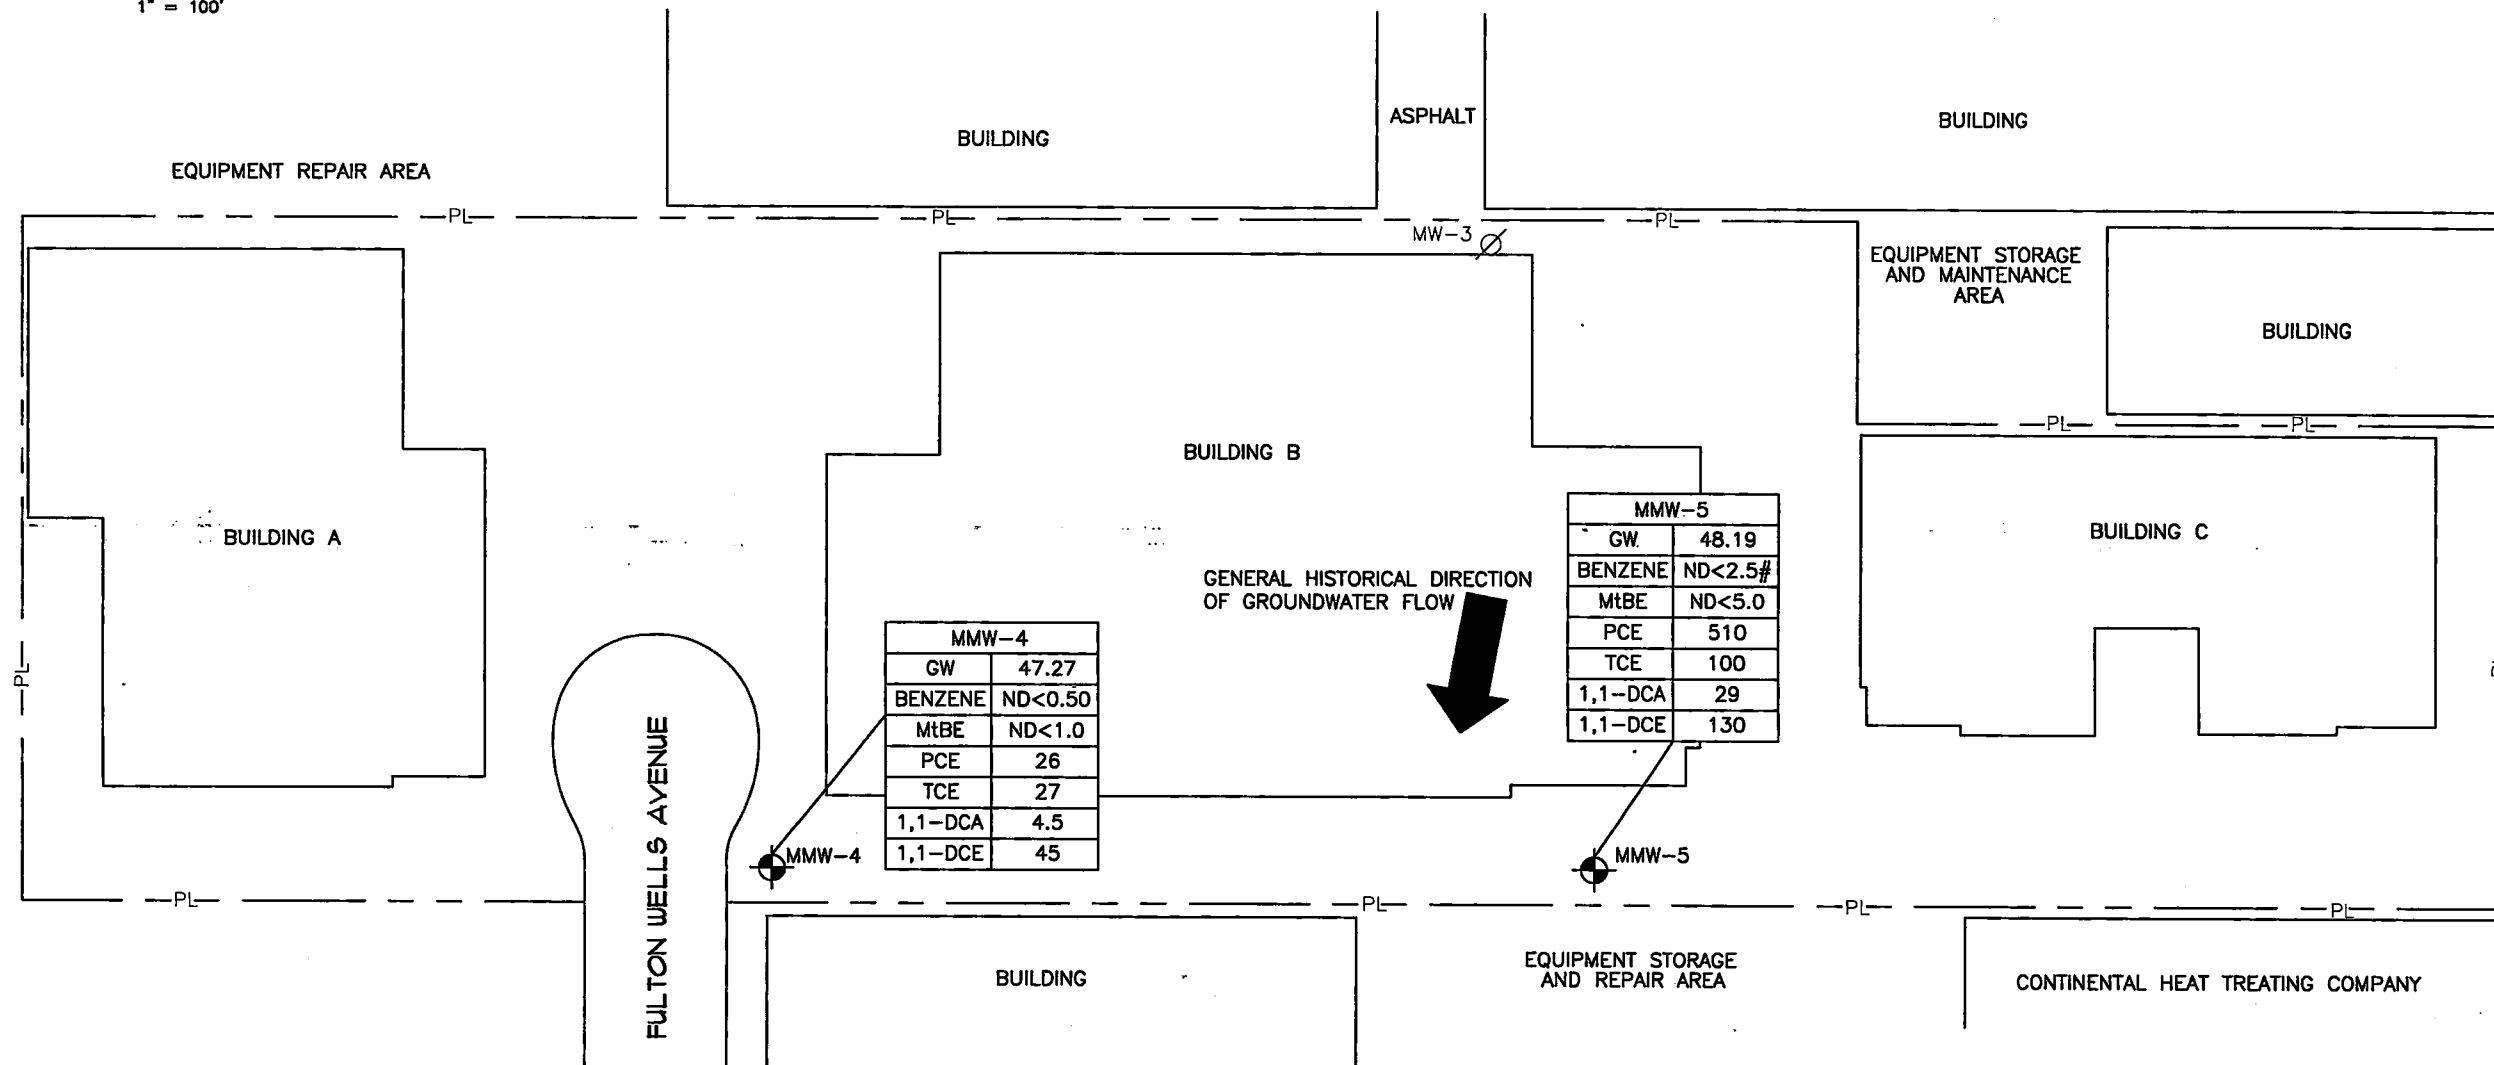 1" = 100'
ASPHALT
BUILDING
BUILDING
EQUIPMENT REPAIR AREA
PL
PL
PL
MW-3
EQUIPMENT STORAGE
AND MAINTENANCE
AREA
BUILDING
PL
PL
BUILDING B
BUILDING A
BUILDING C
GENERAL HISTORICAL DIRECTION
OF GROUNDWATER FLOW
MMW-5
GW 48.19
BENZENE ND<2.5#
MtBE ND<5.0
PCE 510
TCE 100
1,1-DCA 29
1,1-DCE 130
MMW-4
GW 47.27
BENZENE ND<0.50
MtBE ND<1.0
PCE 26
TCE 27
1,1-DCA 4.5
1,1-DCE 45
PL
FULTON WELLS AVENUE
MMW-4
MMW-5
PL
PL
PL
PL
BUILDING
EQUIPMENT STORAGE
AND REPAIR AREA
CONTINENTAL HEAT TREATING COMPANY